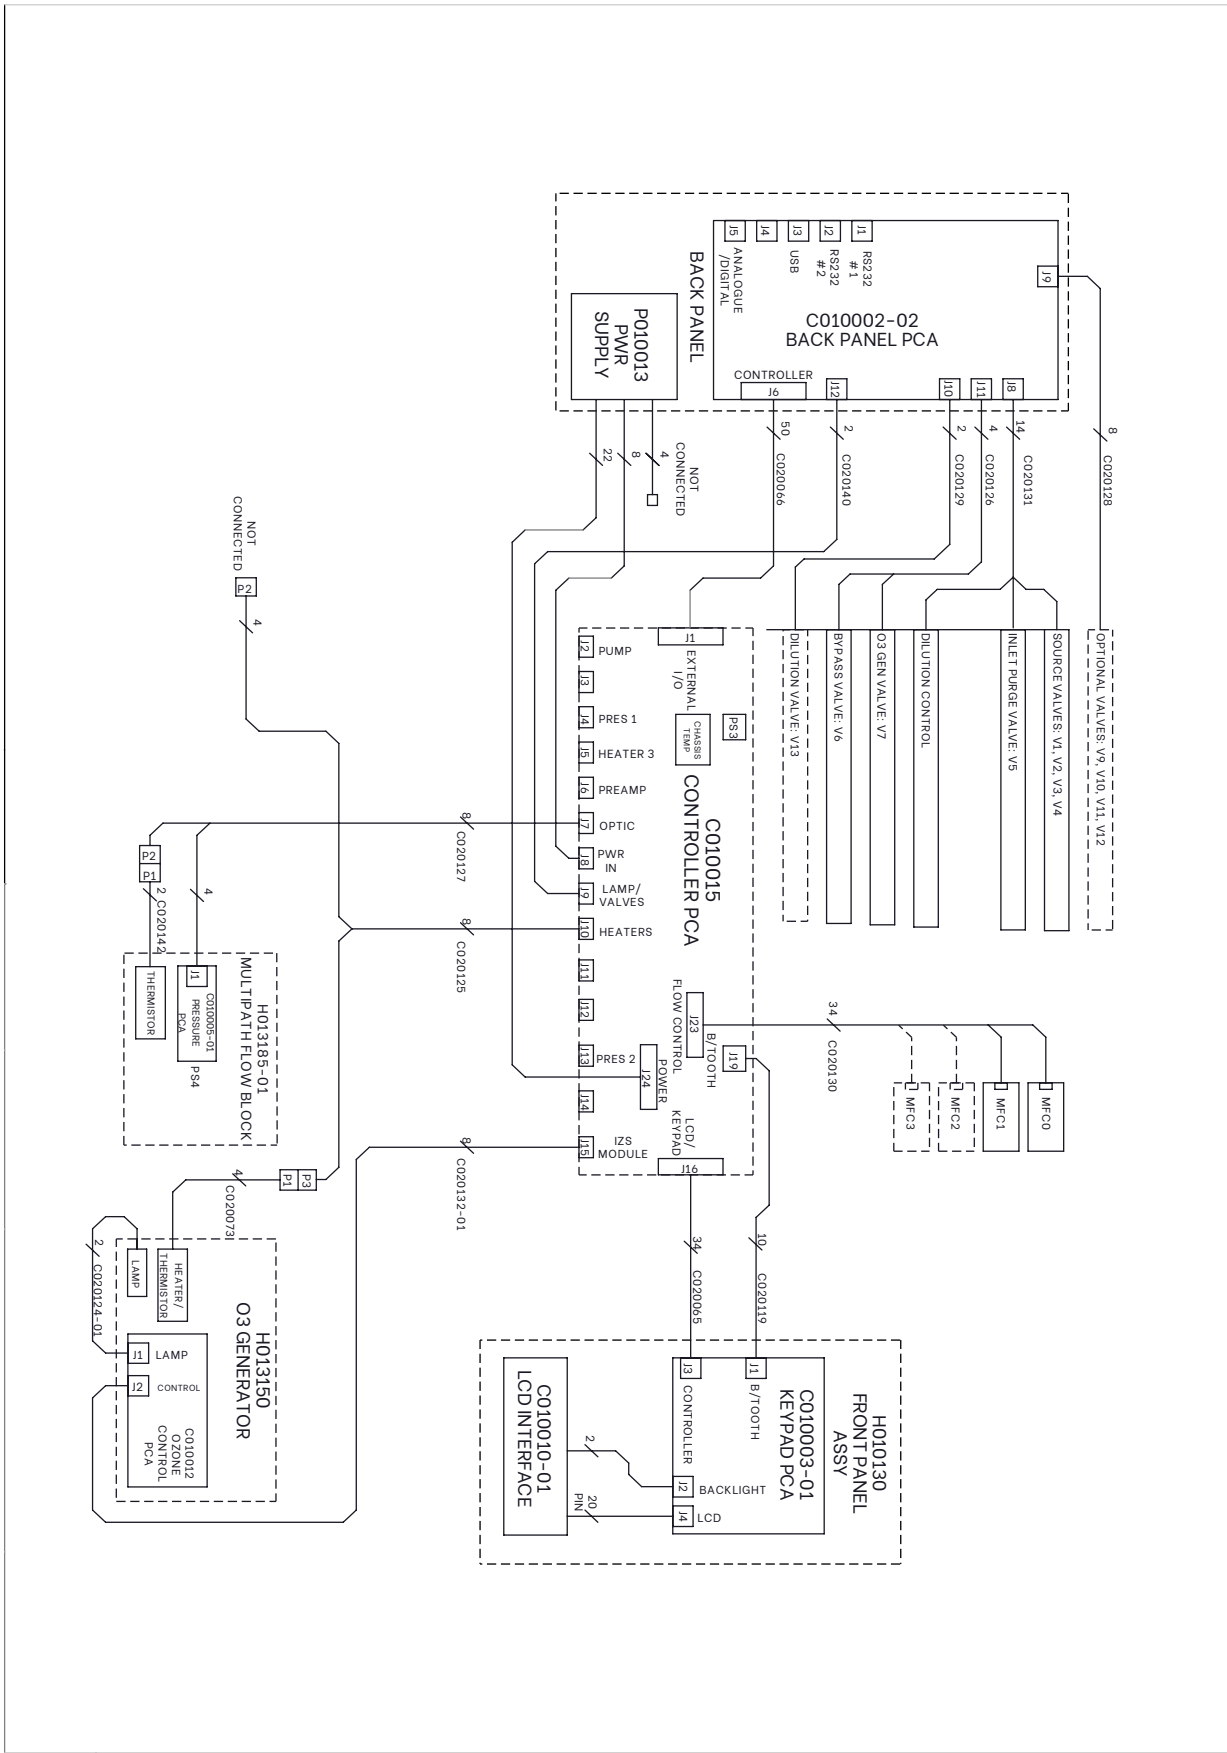 J5
J4
J3
J2
J1
ANALOGUE
/DIGITAL
USB
RS232
#2
RS232
#1
J9
BACK PANEL
C010002-02
BACK PANEL PCA
P010013
PWR
SUPPLY
CONTROLLER
J6
J12
J10
J11
J8
22
8
4
NOT
CONNECTED
50
C020066
2
C020140
2
C020129
4
C020126
14
C020131
8
C020128
NOT
CONNECTED
P2
4
DILUTION VALVE: V13
BYPASS VALVE: V6
O3 GEN VALVE: V7
DILUTION CONTROL
INLET PURGE VALVE: V5
SOURCE VALVES: V1, V2, V3, V4
OPTIONAL VALVES: V9, V10, V11, V12
J1
EXTERNAL
I/O
PS3
CHASSIS
TEMP
C010015
CONTROLLER PCA
J2
PUMP
J3
J4
PRES 1
J5
HEATER 3
J6
PREAMP
J7
OPTIC
J8
PWR
IN
J9
LAMP/
VALVES
J10
HEATERS
J11
J12
J13
PRES 2
J14
J15
IZS
MODULE
FLOW CONTROL
J23
B/TOOTH
J19
J24
POWER
LCD/
KEYPAD
J16
8
C020127
8
C020125
8
C020132-01
34
C020130
MFC3
MFC2
MFC1
MFC0
P2
P1
2
C020142
4
THERMISTOR
J1
C010005-01
PRESSURE
PCA
PS4
H013185-01
MULTIPATH FLOW BLOCK
P1
P3
4
C020073
2
C020124-01
LAMP
HEATER/
THERMISTOR
H013150
O3 GENERATOR
J1
LAMP
J2
CONTROL
C010012
OZONE
CONTROL
PCA
34
C020065
10
C020119
J3
J1
CONTROLLER
B/TOOTH
C010003-01
KEYPAD PCA
H010130
FRONT PANEL
ASSY
C010010-01
LCD INTERFACE
2
20
PIN
J2
BACKLIGHT
J4
LCD